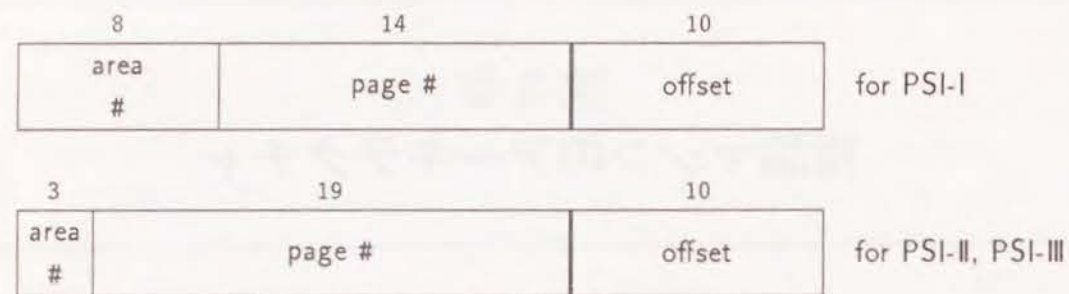 8 14 10
area # page # offset for PSI-I
3 19 10
area # page # offset for PSI-II, PSI-III